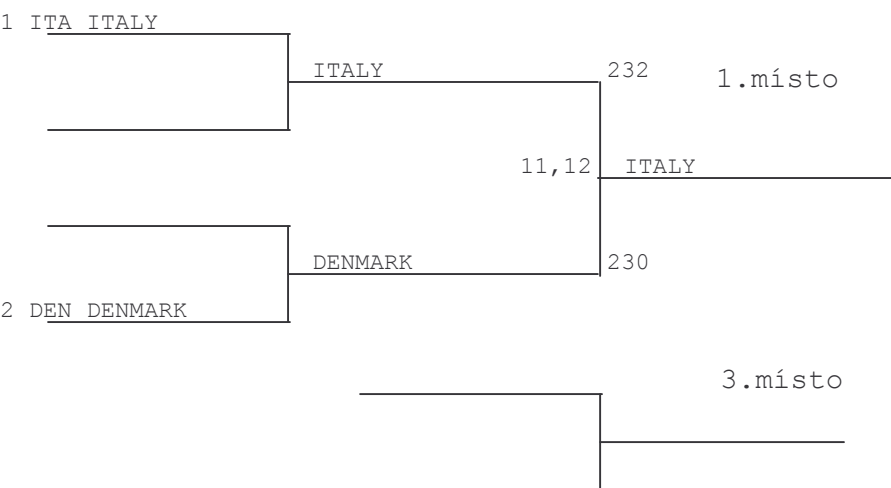 1 ITA ITALY
ITALY 232 1.místo
11,12 ITALY
DENMARK 230
2 DEN DENMARK
3.místo